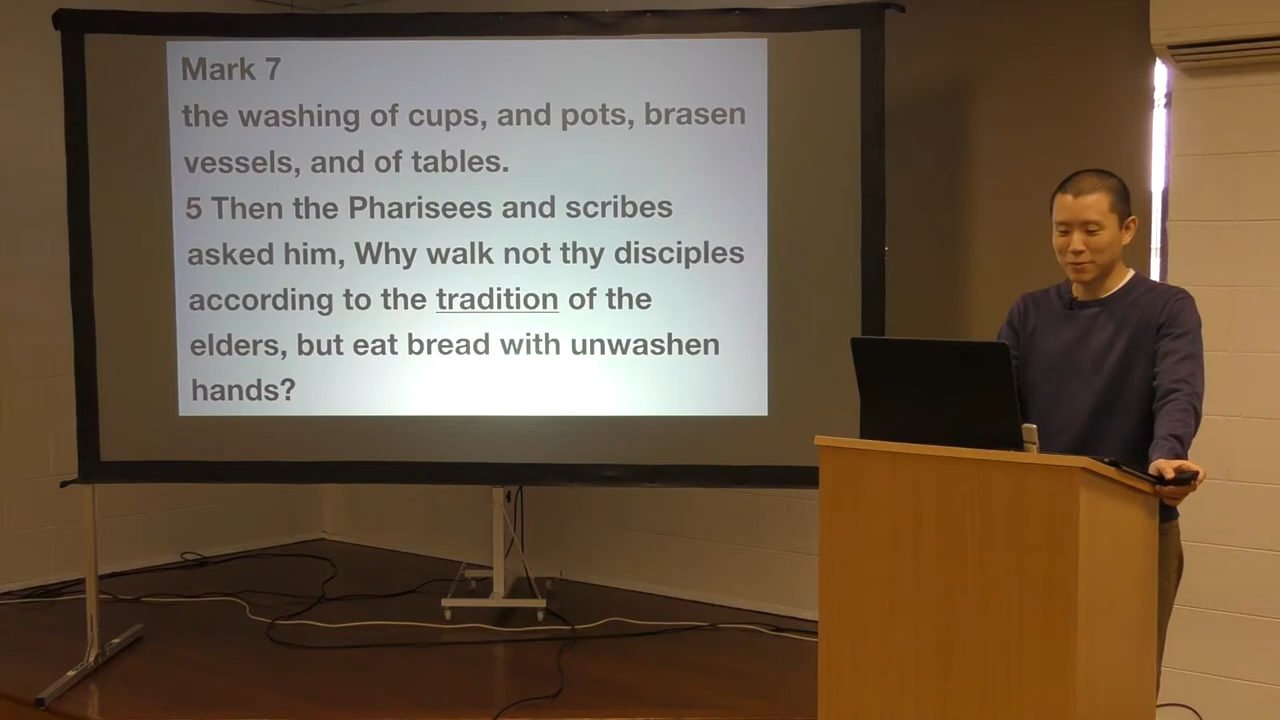 Mark 7
the washing of cups, and pots, brasen
vessels, and of tables.
5 Then the Pharisees and scribes
asked him, Why walk not thy disciples
according to the tradition of the
elders, but eat bread with unwashen
hands?